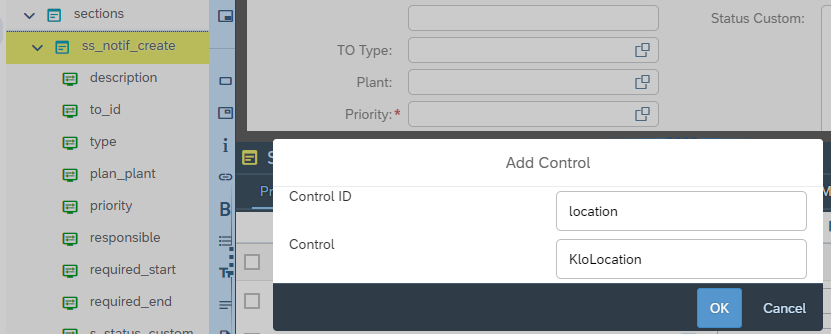 sections
ss_notif_create
description
to_id
type
plan_plant
priority
responsible
required_start
required_end
Status Custom:
TO Type:
Plant:
Priority:*
Add Control
Control ID
location
Control
KloLocation
OK
Cancel